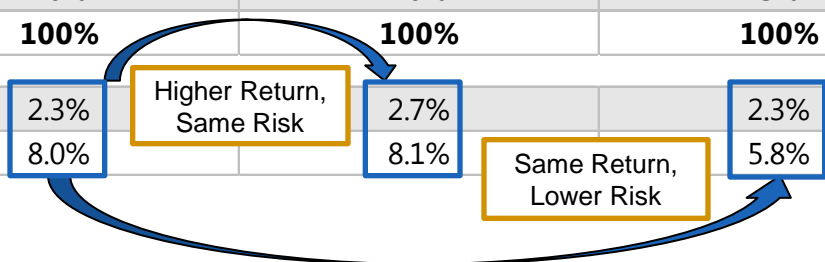 100% 100% 100%
Higher Return,
Same Risk
2.3% 2.7% 2.3%
8.0% 8.1% 5.8%
Same Return,
Lower Risk